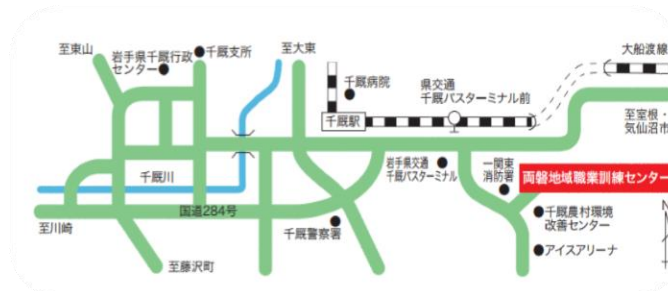 至東山
岩手県千厩行政
センター
千厩支所
至大東
大船渡線
千厩病院
県交通
千厩バスターミナル前
千厩駅
至室根・
気仙沼市
岩手県交通
千厩バスターミナル
一関東
消防署
両磐地域職業訓練センター
千厩川
国道284号
千厩農村環境
改善センター
至川崎
千厩警察署
アイスアリーナ
至藤沢町
N